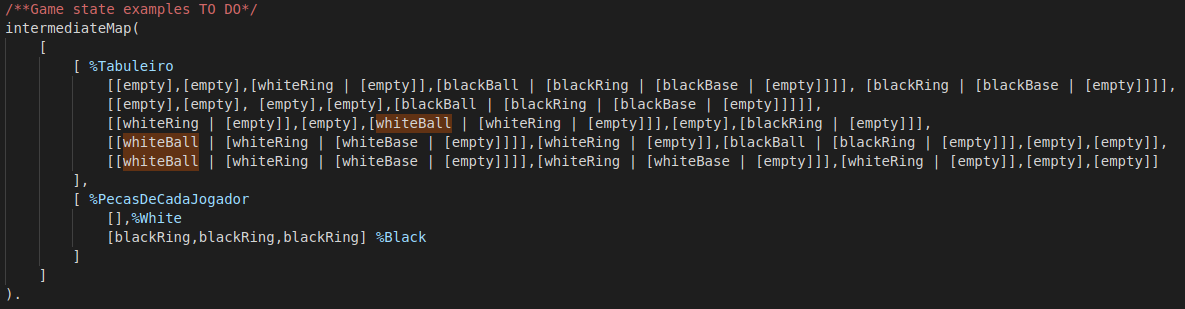 /**Game state examples TO DO*/
intermediateMap(
[
[ %Tabuleiro
[[empty],[empty],[whiteRing | [empty]],[blackBall | [blackRing | [blackBase | [empty]]]], [blackRing | [blackBase | [empty]]]],
[[empty],[empty], [empty],[empty],[blackBall | [blackRing | [blackBase | [empty]]]]],
[[whiteRing | [empty]],[empty],[whiteBall | [whiteRing | [empty]]],[empty],[blackRing | [empty]]],
[[whiteBall | [whiteRing | [whiteBase | [empty]]]],[whiteRing | [empty]],[blackBall | [blackRing | [empty]]],[empty],[empty]],
[[whiteBall | [whiteRing | [whiteBase | [empty]]]],[whiteRing | [whiteBase | [empty]]],[whiteRing | [empty]],[empty],[empty]]
],
[ %PecasDeCadaJogador
[],%White
[blackRing,blackRing,blackRing] %Black
]
]
).